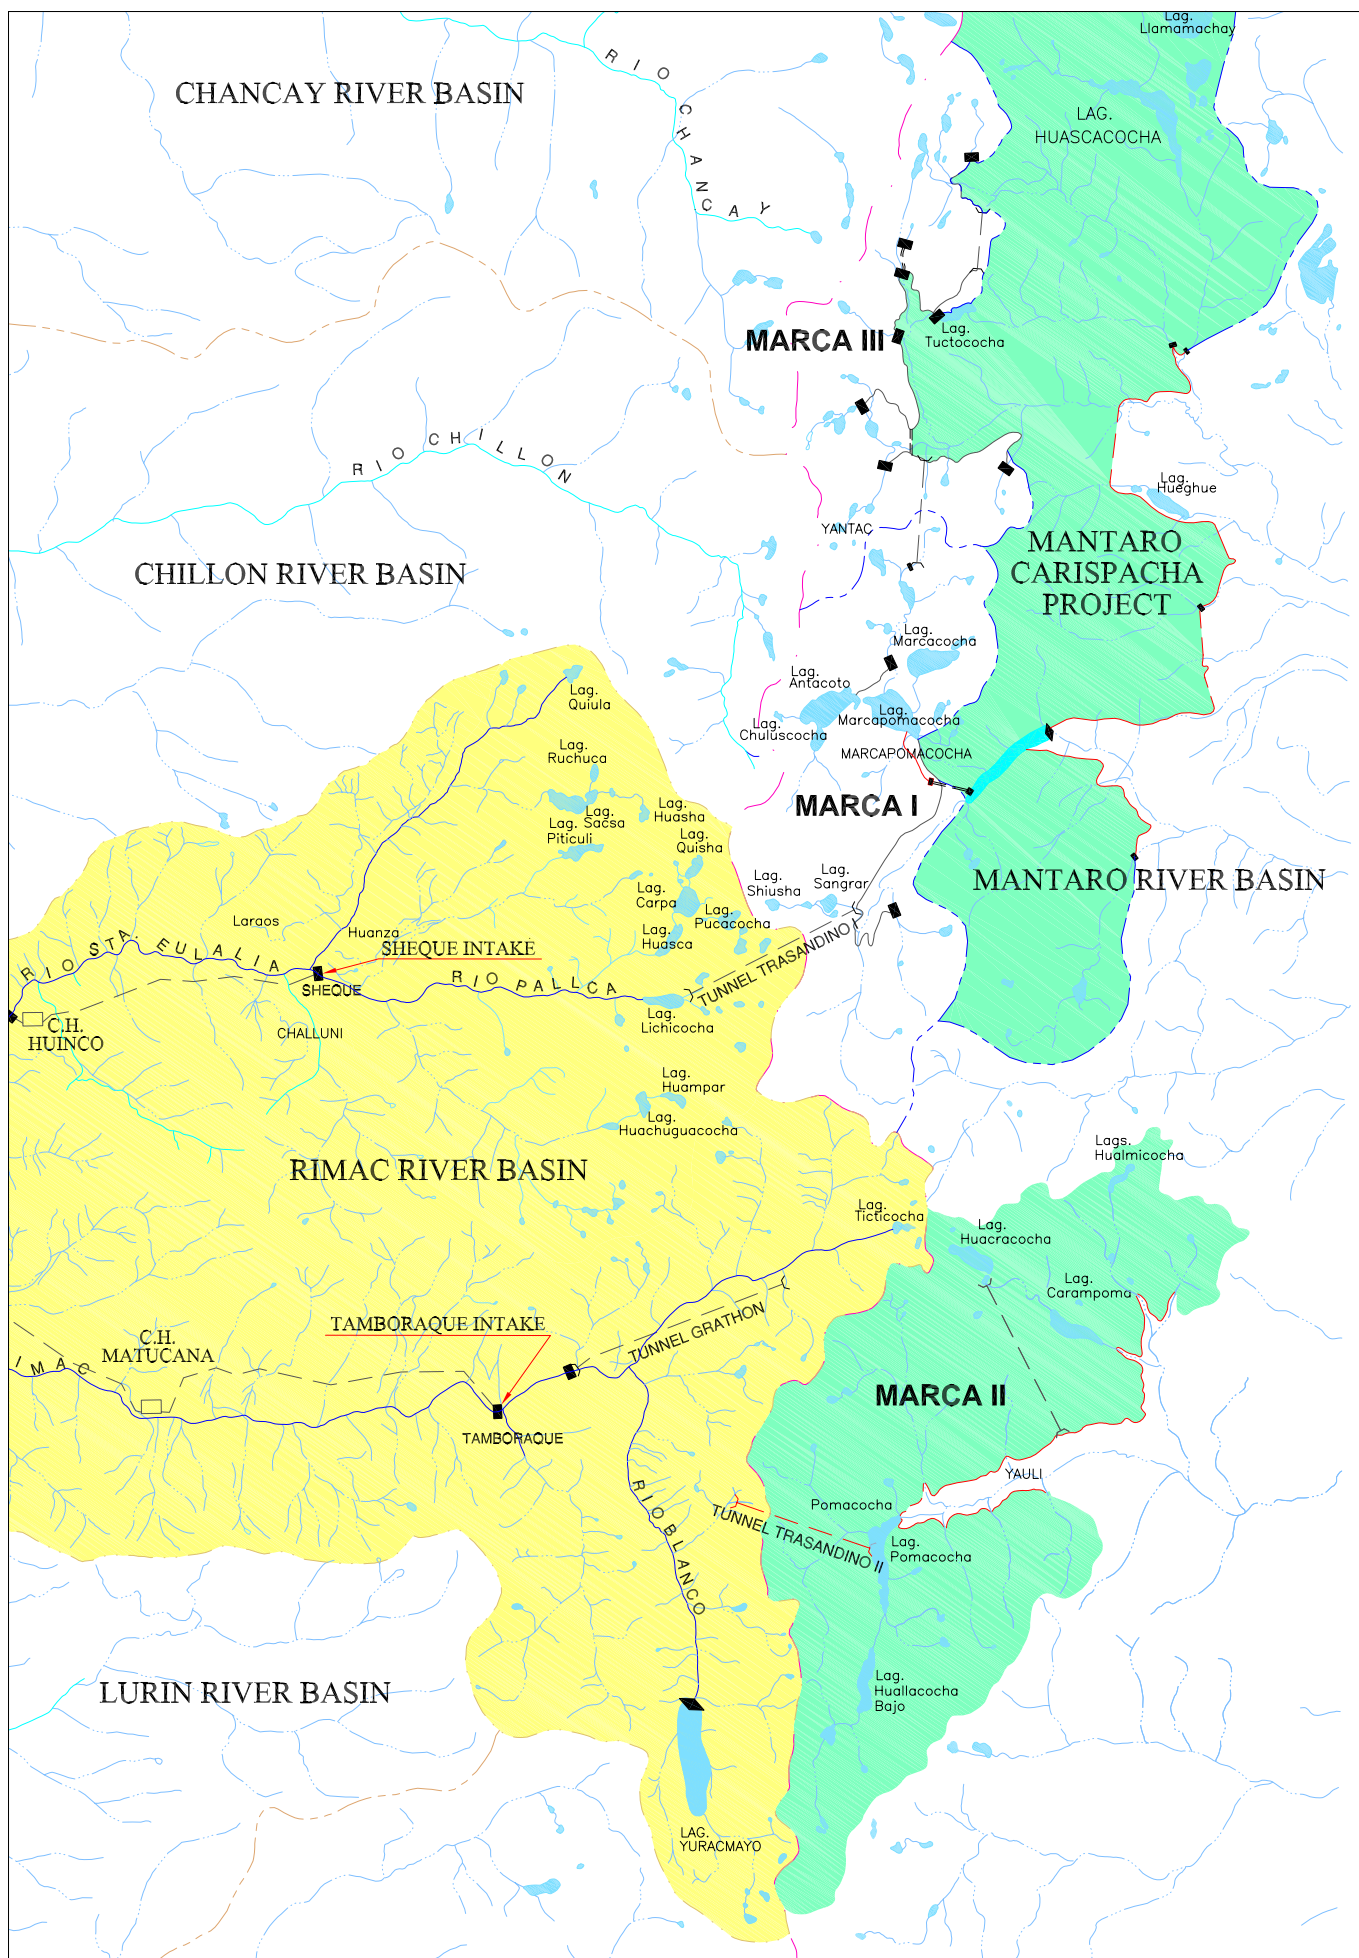 Lag.
Llamamachay
CHANCAY RIVER BASIN
RIO CHANCAY
LAG.
HUASCACOCHA
MARCA III
Lag.
Tuctococha
RIO CHILLON
Lag.
Hueghue
YANTAC
MANTARO
CARISPACHA
PROJECT
CHILLON RIVER BASIN
Lag.
Marcacocha
Lag.
Antacoto
Lag.
Quiula
Lag.
Marcapomacocha
Lag.
Chuluscocha
MARCAPOMACOCHA
Lag.
Ruchuca
MARCA I
Lag.
Sacsa
Lag.
Huasha
Lag.
Piticuli
Lag.
Quisha
Lag.
Shiusha
Lag.
Sangrar
MANTARO RIVER BASIN
Lag.
Carpa
Lag.
Pucacocha
Laraos
Huanza
Lag.
Huasca
RIO STA. EULALIA
SHEQUE INTAKE
TUNNEL TRASANDINO I
SHEQUE
RIO PALLCA
Lag.
Lichicocha
C.H.
HUINCO
CHALLUNI
Lag.
Huampar
Lag.
Huachuguacocha
Lags.
Hualmicocha
RIMAC RIVER BASIN
Lag.
Ticticocha
Lag.
Huacracocha
Lag.
Carampoma
TAMBORAQUE INTAKE
TUNNEL GRATHON
C.H.
MATUCANA
IMAC
MARCA II
TAMBORAQUE
YAULI
RIO BLANCO
Pomacocha
TUNNEL TRASANDINO II
Lag.
Pomacocha
LURIN RIVER BASIN
Lag.
Huallacocha
Bajo
LAG.
YURACMAYO